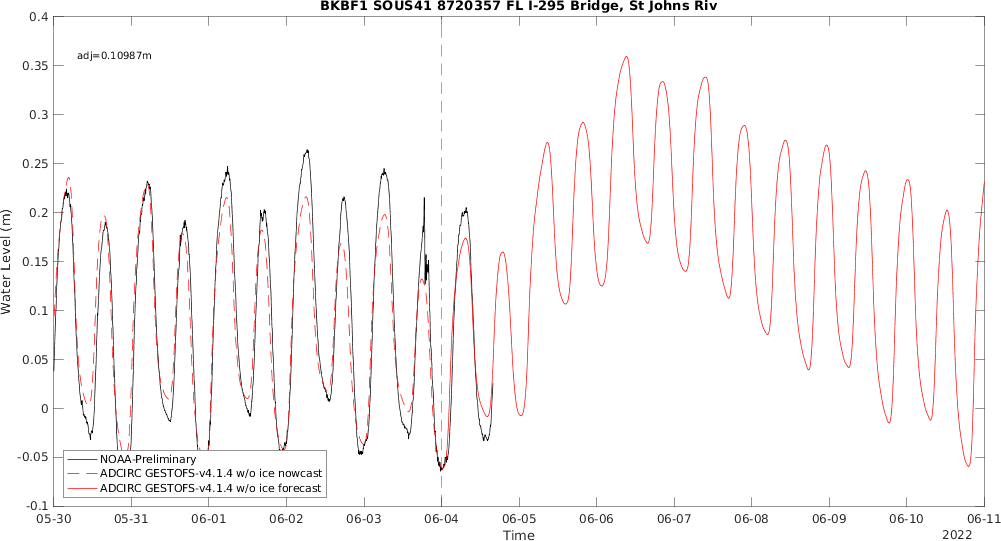 BKBF1 SOUS41 8720357 FL I-295 Bridge, St Johns Riv
0.4
0.35
0.3
0.25
0.2
0.15
0.1
0.05
0
-0.05
-0.1
Water Level (m)
adj=0.10987m
NOAA-Preliminary
ADCIRC GESTOFS-v4.1.4 w/o ice nowcast
ADCIRC GESTOFS-v4.1.4 w/o ice forecast
05-30 05-31 06-01 06-02 06-03 06-04 06-05 06-06 06-07 06-08 06-09 06-10 06-11
Time
2022